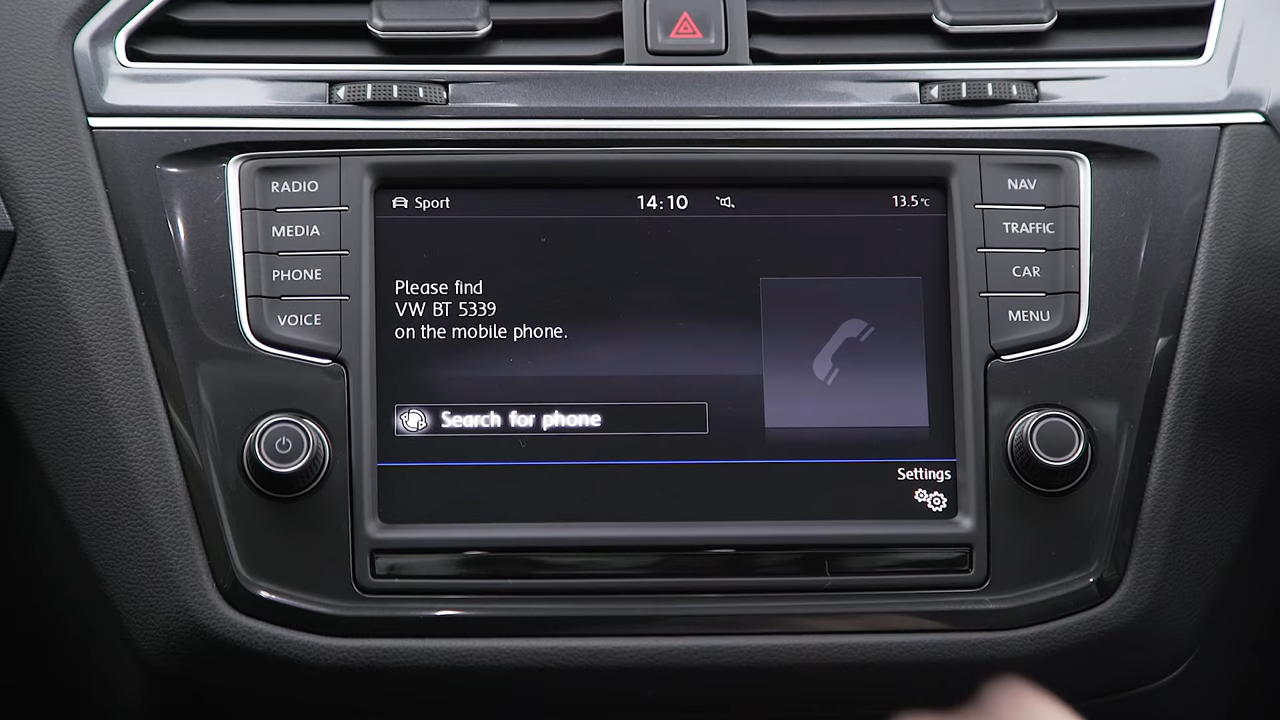 RADIO
MEDIA
PHONE
VOICE
Sport
14:10
13.5°C
Please find
VW BT 5339
on the mobile phone.
Search for phone
Settings
NAV
TRAFFIC
CAR
MENU